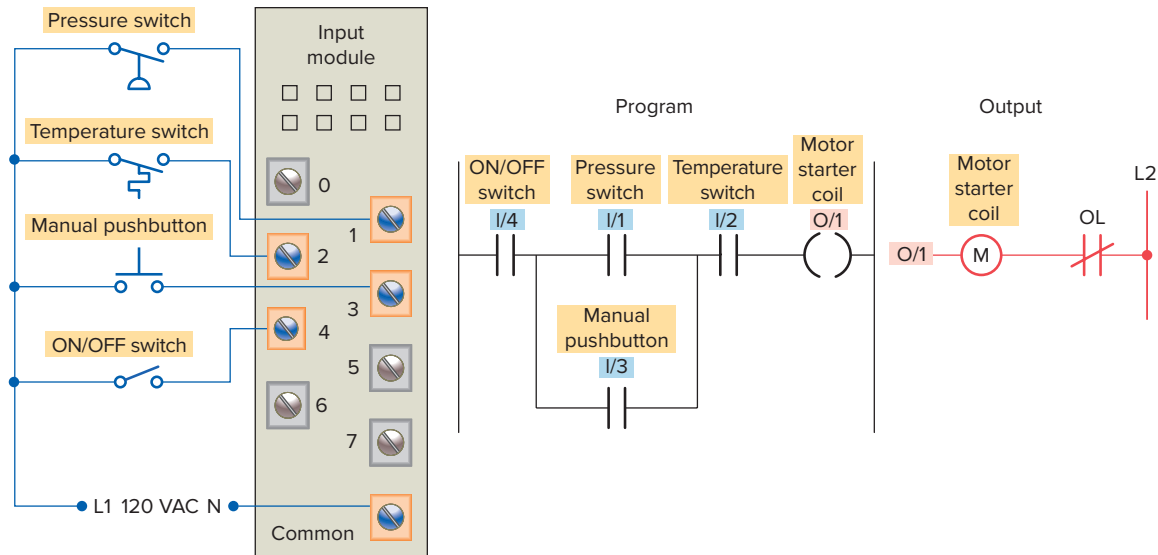 Pressure switch
Temperature switch
Manual pushbutton
ON/OFF switch
L1 120 VAC N
Input
module
0
1
2
3
4
5
6
7
Common
Program
ON/OFF
switch
I/4
Pressure
switch
I/1
Temperature
switch
I/2
Motor
starter
coil
O/1
Manual
pushbutton
I/3
Output
Motor
starter
coil
O/1
M
OL
L2